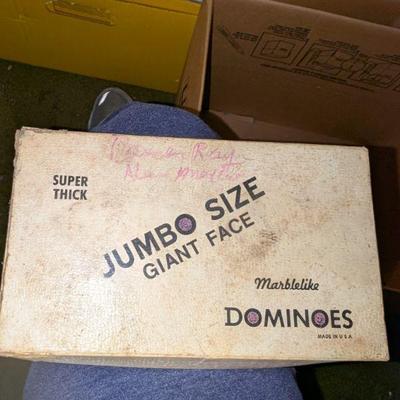 SUPER
THICK
JUMBO SIZE
GIANT FACE
Marblelike
DOMINOES
MADE IN U.S.A.